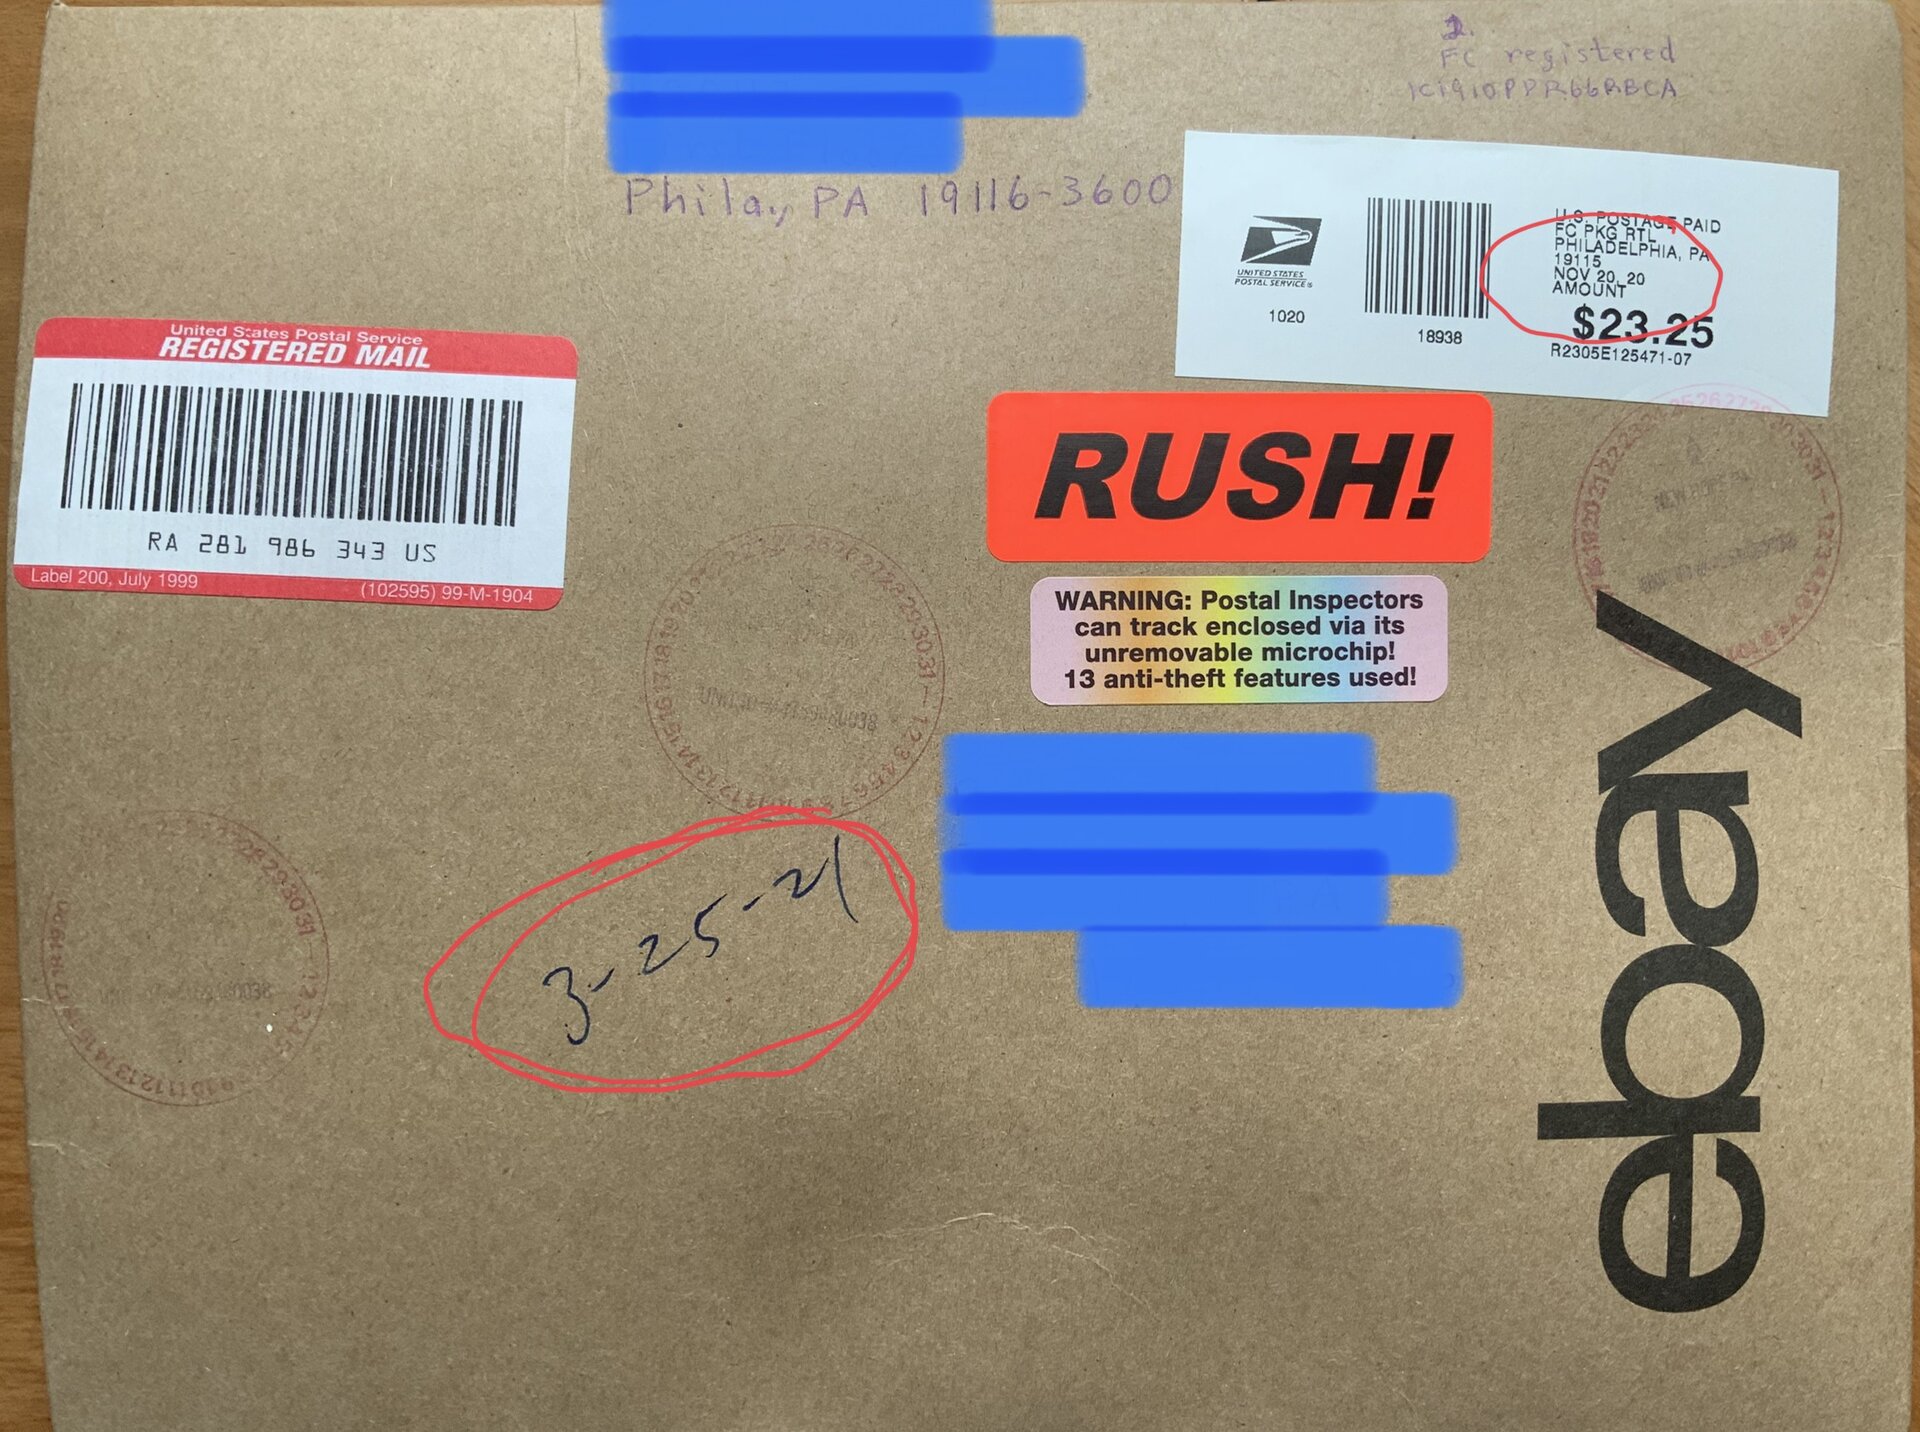 FC registered
Phila, PA 19116-3600
UNITED STATES
POSTAL SERVICE®
1020
18938
U.S. POSTAGE PAID
FC PKG RTL
PHILADELPHIA, PA
19115
NOV 20, 20
AMOUNT
$23.25
R2305E125471-07
United States Postal Service
REGISTERED MAIL
RA 281 986 343 US
Label 200, July 1999
(102595) 99-M-1904
RUSH!
WARNING: Postal Inspectors
can track enclosed via its
unremovable microchip!
13 anti-theft features used!
3-25-21
ebay